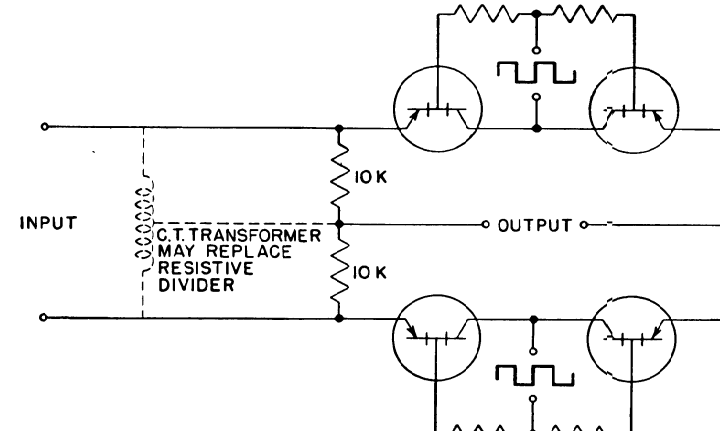 10 K
INPUT
OUTPUT
C.T. TRANSFORMER
MAY REPLACE
RESISTIVE
DIVIDER
10 K